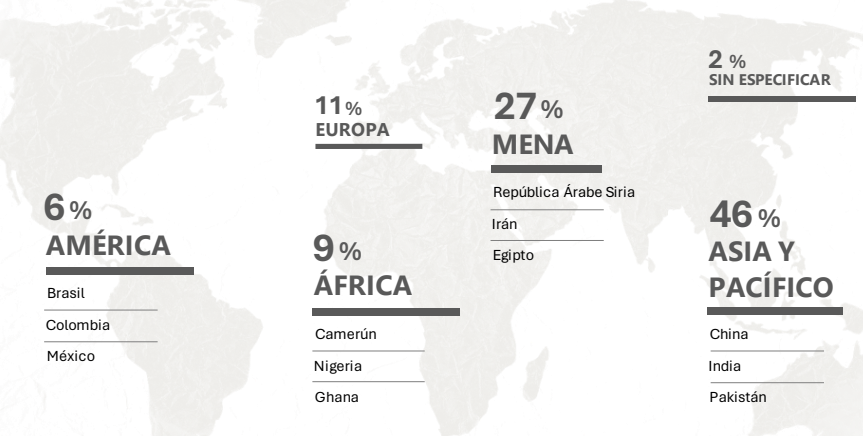 6 %
AMÉRICA
Brasil
Colombia
México
11 %
EUROPA
9 %
ÁFRICA
Camerún
Nigeria
Ghana
27 %
MENA
República Árabe Siria
Irán
Egipto
2 %
SIN ESPECIFICAR
46 %
ASIA Y
PACÍFICO
China
India
Pakistán